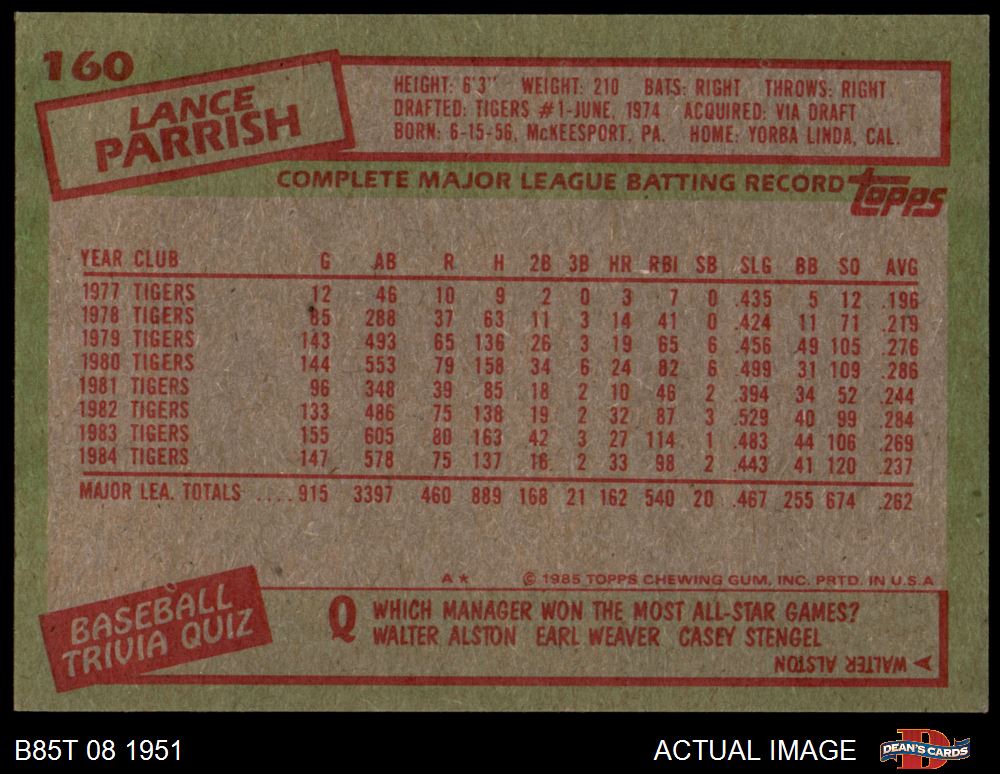 160
LANCE
PARRISH
HEIGHT: 6'3" WEIGHT: 210 BATS: RIGHT THROWS: RIGHT
DRAFTED: TIGERS #1-JUNE, 1974 ACQUIRED: VIA DRAFT
BORN: 6-15-56, McKEESPORT, PA. HOME: YORBA LINDA, CAL.
COMPLETE MAJOR LEAGUE BATTING RECORD topps
YEAR CLUB G AB R H 2B 3B HR RBI SB SLG BB SO AVG
1977 TIGERS 12 46 10 9 2 0 3 7 0 .435 5 12 .196
1978 TIGERS 85 288 37 63 11 3 14 41 0 .424 11 71 .219
1979 TIGERS 143 493 65 136 26 3 19 65 6 .456 49 105 .276
1980 TIGERS 144 553 79 158 34 6 24 82 6 .499 31 109 .286
1981 TIGERS 96 348 39 85 18 2 10 46 2 .394 34 52 .244
1982 TIGERS 133 486 75 138 19 2 32 87 3 .529 40 99 .284
1983 TIGERS 155 605 80 163 42 3 27 114 1 .483 44 106 .269
1984 TIGERS 147 578 75 137 16 2 33 98 2 .443 41 120 .237
MAJOR LEA. TOTALS .... 915 3397 460 889 168 21 162 540 20 .467 255 674 .262
A* © 1985 TOPPS CHEWING GUM, INC. PRTD. IN U.S.A
BASEBALL
TRIVIA QUIZ
Q WHICH MANAGER WON THE MOST ALL-STAR GAMES?
WALTER ALSTON EARL WEAVER CASEY STENGEL
WALTER ALSTON
B85T 08 1951
ACTUAL IMAGE
DEAN'S CARDS